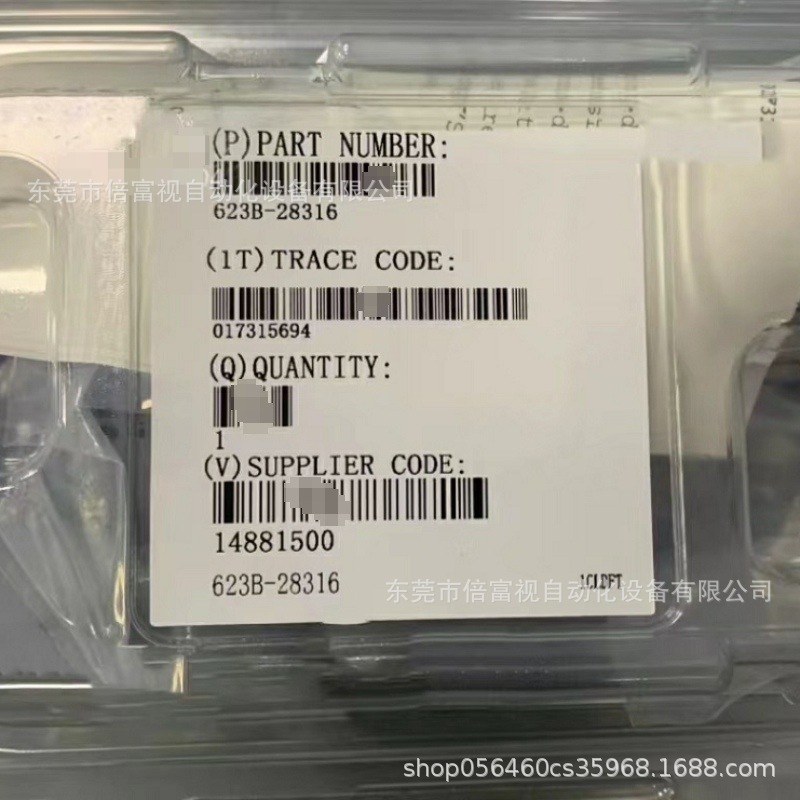 (P)PART NUMBER:
东莞市倍富视自动化设备有限公司
623B-28316
(1T)TRACE CODE:
017315694
(Q)QUANTITY:
1
(V)SUPPLIER CODE:
14881500
623B-28316
东莞市倍富视自动化设备有限公司
shop056460cs35968.1688.com